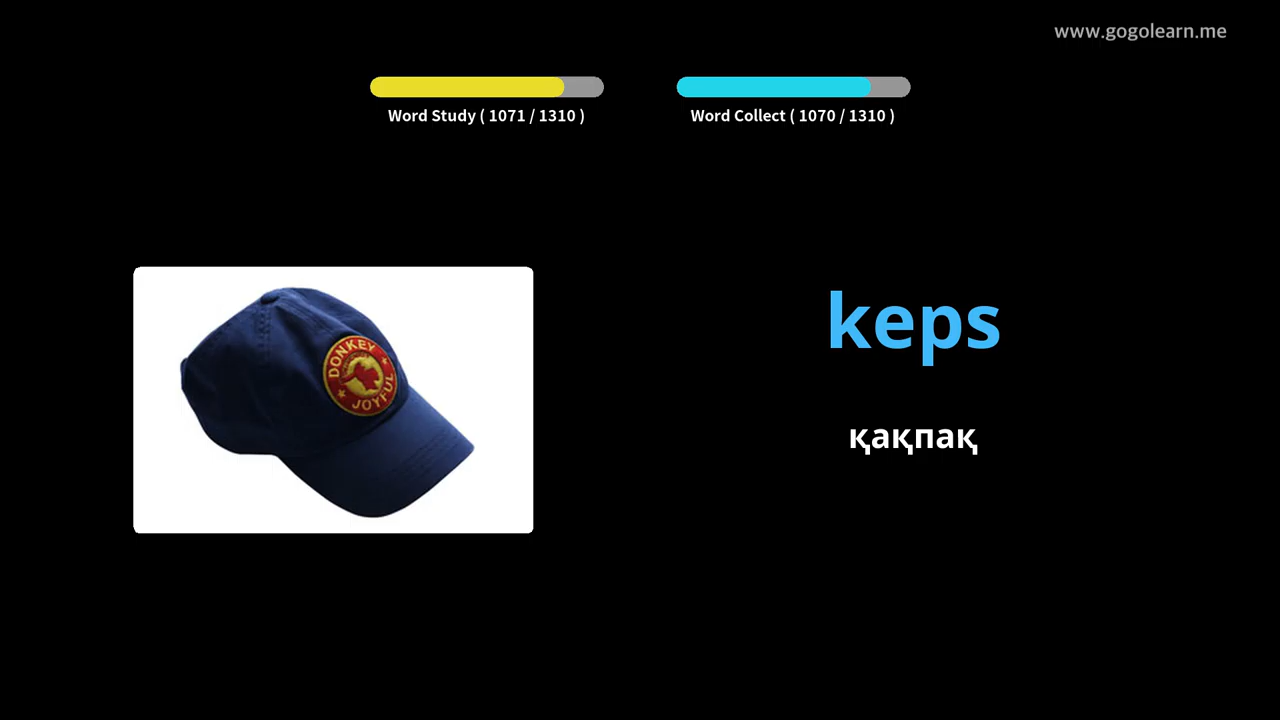 www.gogolearn.me
Word Study ( 1071 / 1310 )
Word Collect ( 1070 / 1310 )
DONKEY
JOYFUL
keps
қақпақ